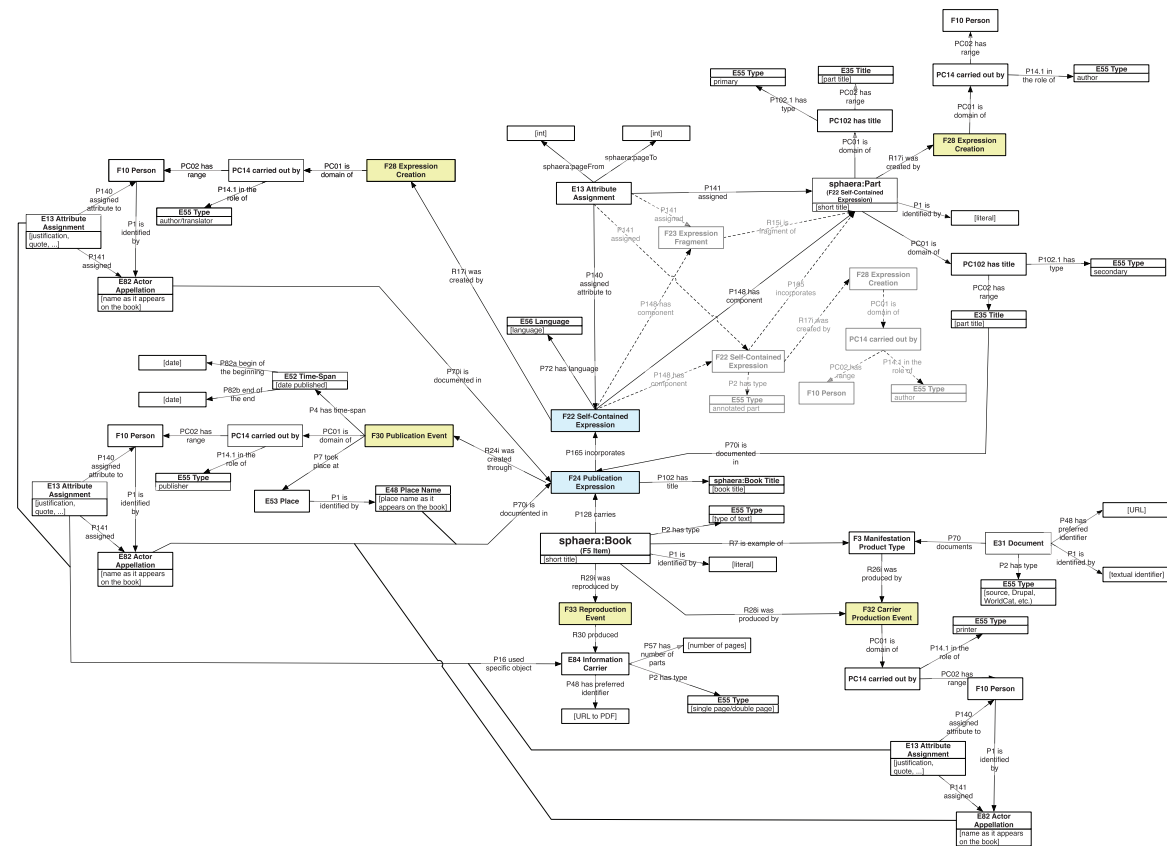 F10 Person
PC02 has
range
PC14 carried out by
P14.1 in
the role of
E55 Type
author
PC01 is
domain of
F28 Expression
Creation
R17i was
created by
E55 Type
primary
E35 Title
[part title]
P102.1 has
type
PC02 has
range
PC102 has title
PC01 is
domain of
[int]
[int]
sphaera:pageFrom
sphaera:pageTo
E13 Attribute
Assignment
P141
assigned
sphaera:Part
(F22 Self-Contained
Expression)
[short title]
P1 is
identified by
[literal]
F10 Person
PC02 has
range
PC14 carried out by
PC01 is
domain of
F28 Expression
Creation
P140
assigned
attribute to
P14.1 in the
role of
E55 Type
author/translator
E13 Attribute
Assignment
[justification,
quote, ...]
P1 is
identified
by
P141
assigned
E82 Actor
Appellation
[name as it appears
on the book]
R17i was
created by
P141
assigned
P141
assigned
F23 Expression
Fragment
R15i is
fragment of
PC01 is
domain of
PC102 has title
P102.1 has
type
E55 Type
secondary
PC02 has
range
E35 Title
[part title]
P140
assigned
attribute to
P148 has
component
P165
incorporates
F28 Expression
Creation
P148 has
component
R17i was
created by
PC01 is
domain of
PC14 carried out by
E56 Language
[language]
P72 has language
F22 Self-Contained
Expression
P148 has
component
P2 has type
E55 Type
annotated part
PC02 has
range
P14.1 in the
role of
F10 Person
E55 Type
author
P70i is
documented in
[date]
P82a begin of
the beginning
E52 Time-Span
[date published]
[date]
P82b end of
the end
P4 has time-span
F22 Self-Contained
Expression
F10 Person
PC02 has
range
PC14 carried out by
PC01 is
domain of
F30 Publication Event
P140
assigned
attribute to
P14.1 in the
role of
E55 Type
publisher
P7 took
place at
R24i was
created
through
P165 incorporates
P70i is
documented
in
E13 Attribute
Assignment
[justification,
quote, ...]
P1 is
identified
by
E53 Place
P1 is
identified by
E48 Place Name
[place name as it
appears on the book]
P70i is
documented in
F24 Publication
Expression
P102 has
title
sphaera:Book Title
[book title]
P128 carries
E55 Type
[type of text]
P2 has type
P141
assigned
E82 Actor
Appellation
[name as it appears
on the book]
sphaera:Book
(F5 Item)
[short title]
R7 is example of
P1 is
identified by
[literal]
F3 Manifestation
Product Type
P70
documents
E31 Document
P48 has
preferred
identifier
[URL]
P1 is
identified by
[textual identifier]
P2 has type
E55 Type
[source, Drupal,
WorldCat, etc.)
R29i was
reproduced by
R26i was
produced by
F33 Reproduction
Event
R28i was
produced by
F32 Carrier
Production Event
R30 produced
PC01 is
domain of
E55 Type
printer
P14.1 in the
role of
P16 used
specific object
E84 Information
Carrier
P57 has
number of
parts
[number of pages]
P2 has type
E55 Type
[single page/double page]
P48 has preferred
identifier
[URL to PDF]
PC14 carried out by
PC02 has
range
F10 Person
P140
assigned
attribute to
E13 Attribute
Assignment
[justification,
quote, ...]
P1 is
identified
by
P141
assigned
E82 Actor
Appellation
[name as it appears
on the book]